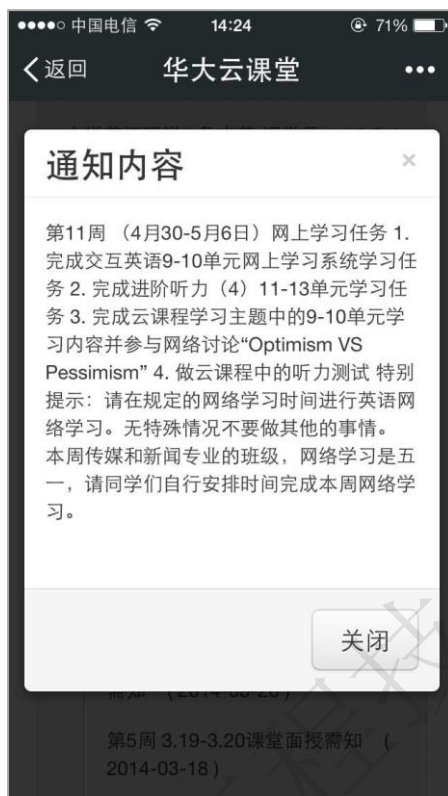 中国电信 14:24 71%
返回 华大云课堂
通知内容 ×
第11周 （4月30-5月6日）网上学习任务 1.
完成交互英语9-10单元网上学习系统学习任
务 2. 完成进阶听力（4）11-13单元学习任
务 3. 完成云课程学习主题中的9-10单元学
习内容并参与网络讨论“Optimism VS
Pessimism” 4. 做云课程中的听力测试 特别
提示：请在规定的网络学习时间进行英语网
络学习。无特殊情况不要做其他的事情。
本周传媒和新闻专业的班级，网络学习是五
一，请同学们自行安排时间完成本周网络学
习。
关闭
需知 （2014-03-26）
第5周 3.19-3.20课堂面授需知 （
2014-03-18）